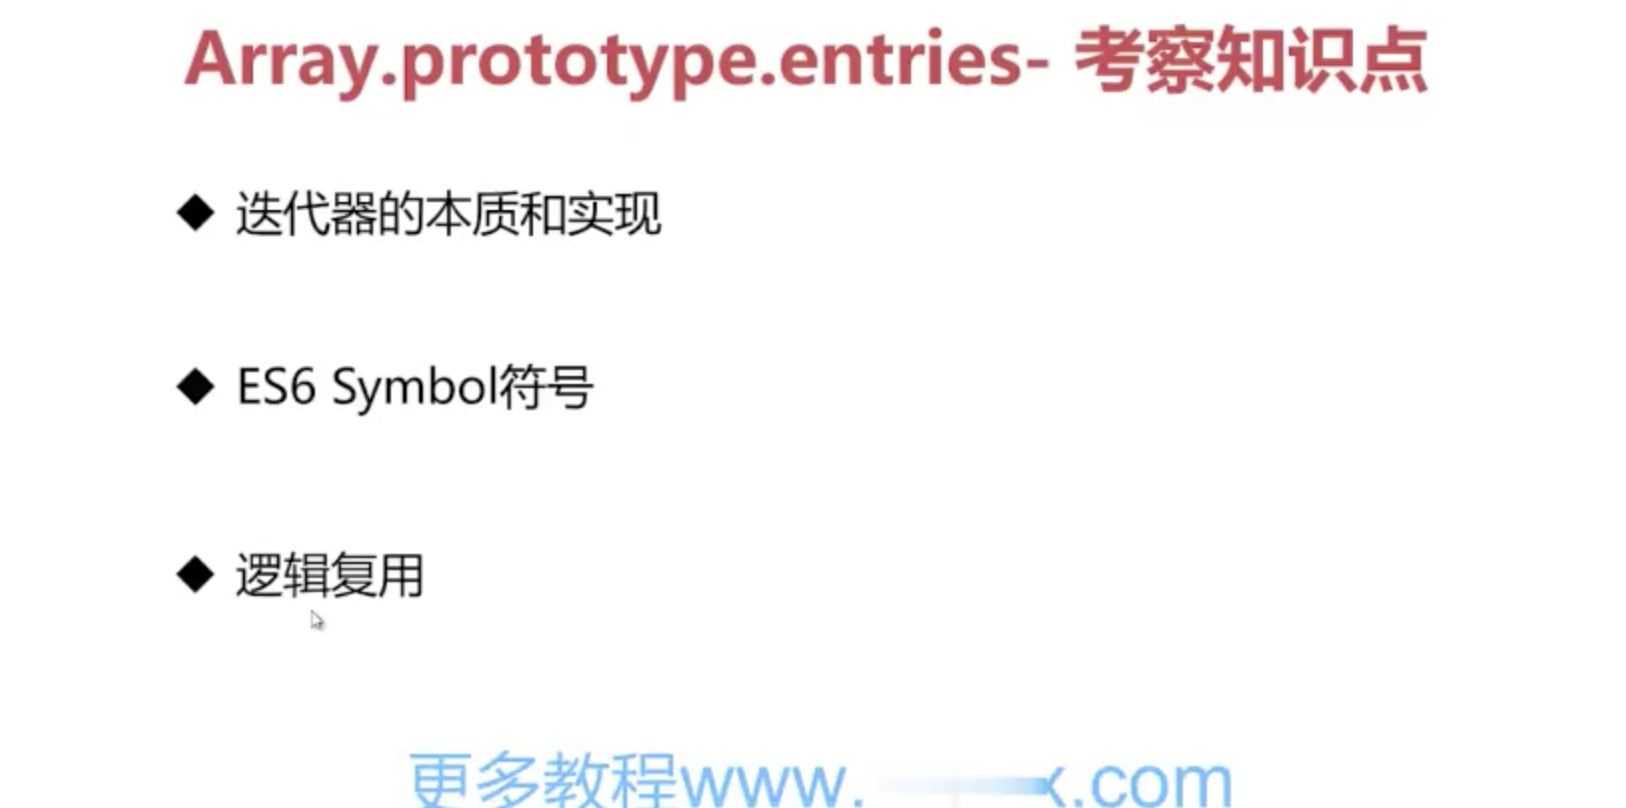 Array.prototype.entries- 考察知识点
迭代器的本质和实现
ES6 Symbol符号
逻辑复用
更多教程www. x.com